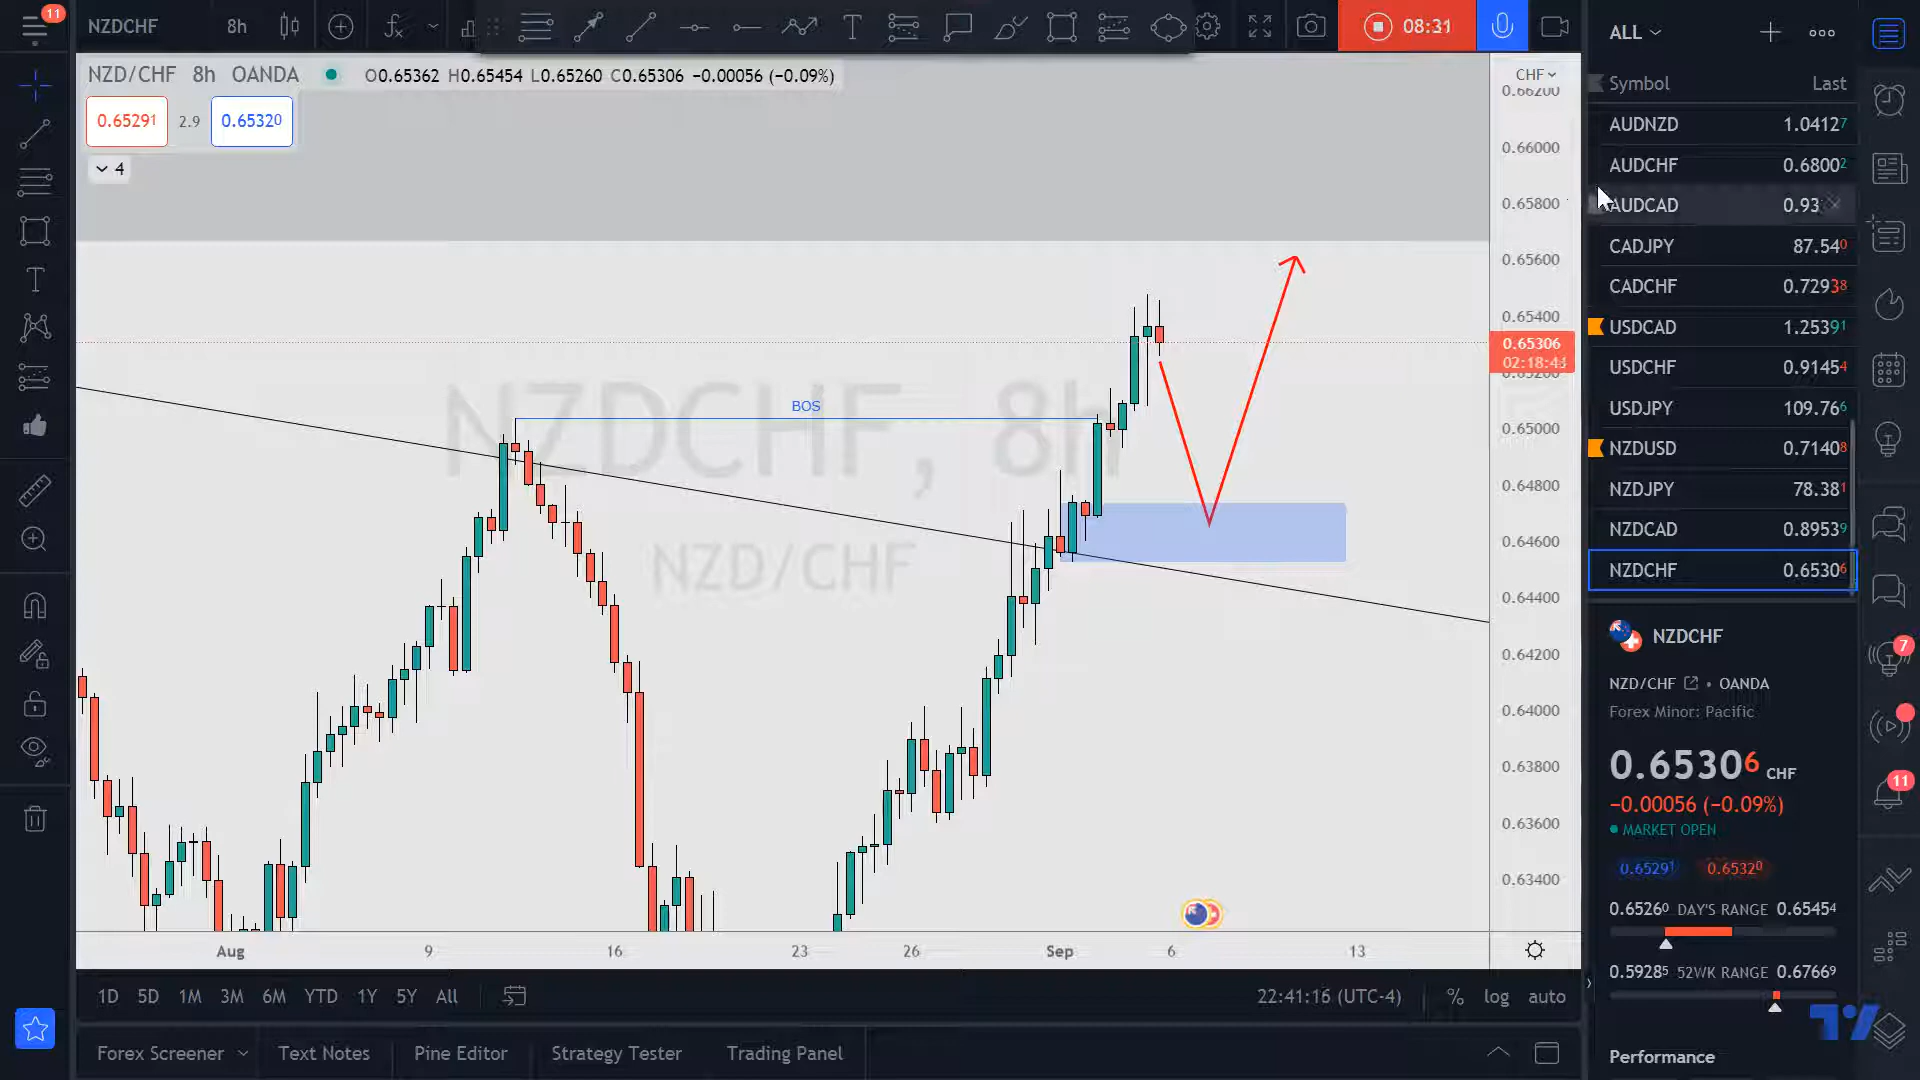 11
NZDCHF 8h
08:31
ALL
NZD/CHF 8h OANDA O0.65362 H0.65454 L0.65260 C0.65306 −0.00056 (−0.09%)
0.65291 2.9 0.65320
4
CHF
0.66200
0.66000
0.65800
0.65600
0.65400
0.65306
02:18:43
0.65200
0.65000
0.64800
0.64600
0.64400
0.64200
0.64000
0.63800
0.63600
0.63400
BOS
NZDCHF, 8h
NZD/CHF
Aug 9 16 23 26 Sep 6 13
1D 5D 1M 3M 6M YTD 1Y 5Y All
22:41:16 (UTC-4) % log auto
Forex Screener Text Notes Pine Editor Strategy Tester Trading Panel
Symbol Last
AUDNZD 1.04127
AUDCHF 0.68002
AUDCAD 0.93
CADJPY 87.540
CADCHF 0.72938
USDCAD 1.25391
USDCHF 0.91454
USDJPY 109.766
NZDUSD 0.71408
NZDJPY 78.381
NZDCAD 0.89539
NZDCHF 0.65306
NZDCHF
NZD/CHF • OANDA
Forex Minor: Pacific
0.65306 CHF
−0.00056 (−0.09%)
MARKET OPEN
0.65291 0.65320
0.65260 DAY'S RANGE 0.65454
0.59285 52WK RANGE 0.67669
Performance
7
11